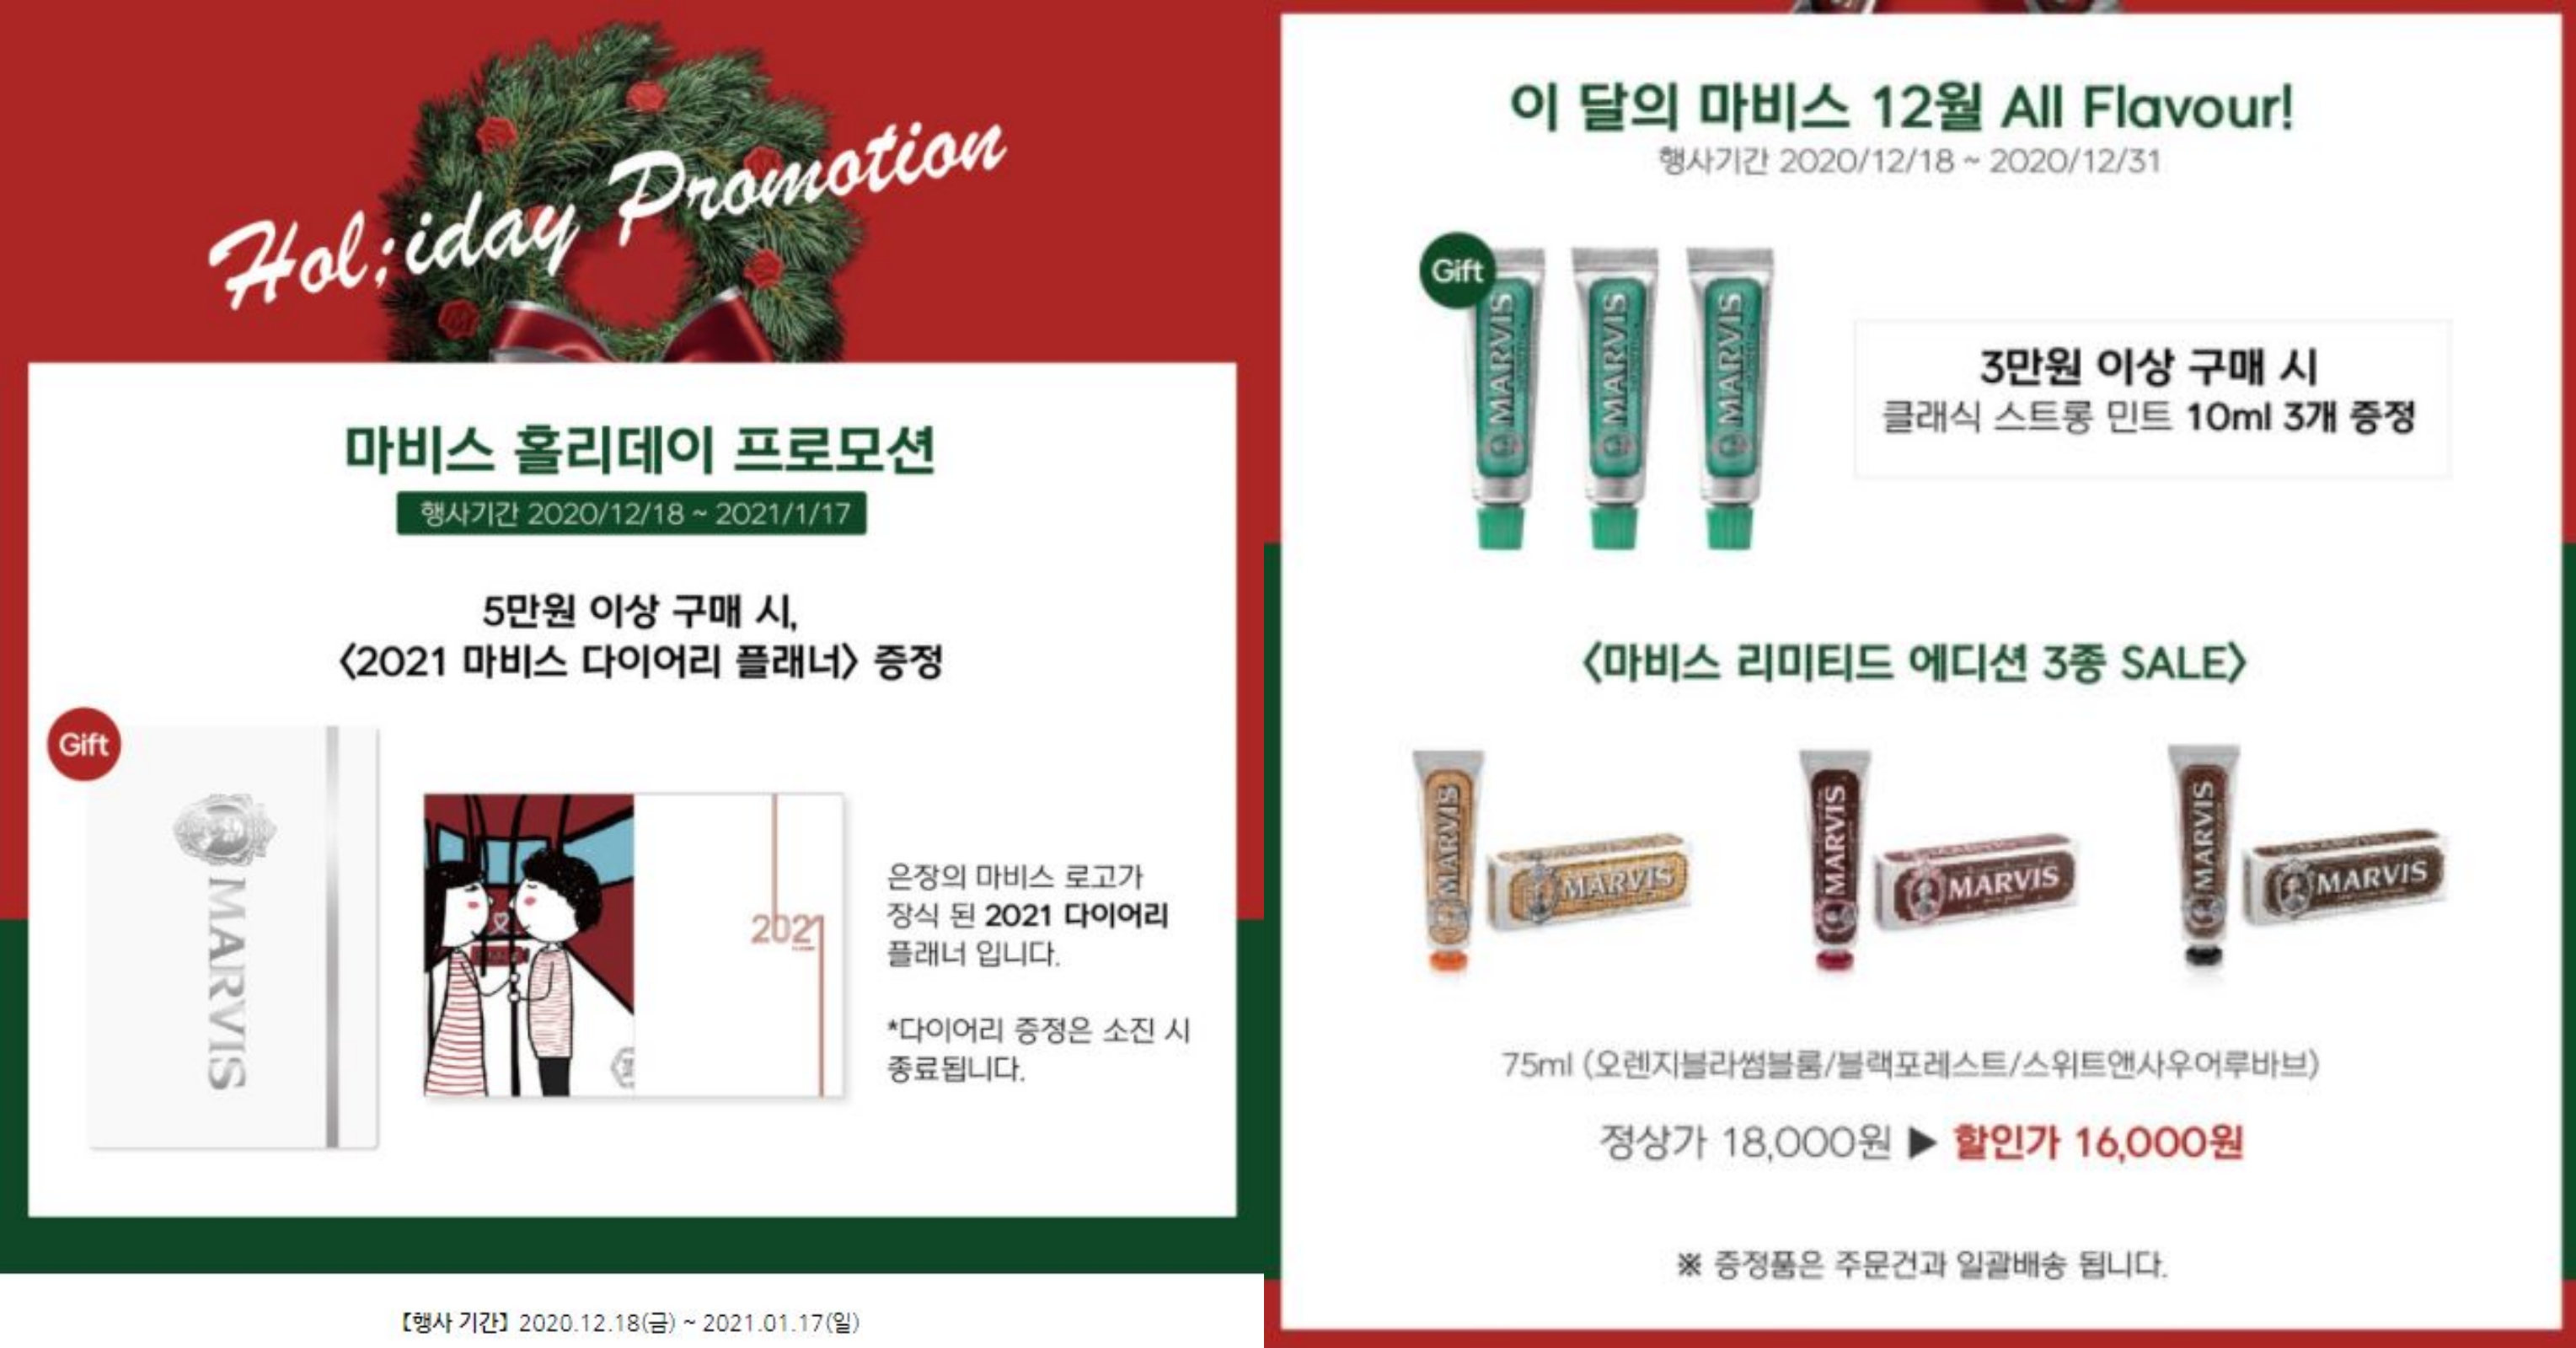 Hol;iday Promotion
마비스 홀리데이 프로모션
행사기간 2020/12/18 ~ 2021/1/17
5만원 이상 구매 시,
〈2021 마비스 다이어리 플래너〉 증정
Gift
MARVIS
2021
은장의 마비스 로고가
장식 된 2021 다이어리
플래너 입니다.
*다이어리 증정은 소진 시
종료됩니다.
【행사 기간】 2020.12.18(금) ~ 2021.01.17(일)
이 달의 마비스 12월 All Flavour!
행사기간 2020/12/18 ~ 2020/12/31
Gift
MARVIS
MARVIS
MARVIS
3만원 이상 구매 시
클래식 스트롱 민트 10ml 3개 증정
〈마비스 리미티드 에디션 3종 SALE〉
MARVIS
MARVIS
MARVIS
MARVIS
MARVIS
MARVIS
75ml (오렌지블라썸블룸/블랙포레스트/스위트앤사우어루바브)
정상가 18,000원 ▶ 할인가 16,000원
※ 증정품은 주문건과 일괄배송 됩니다.